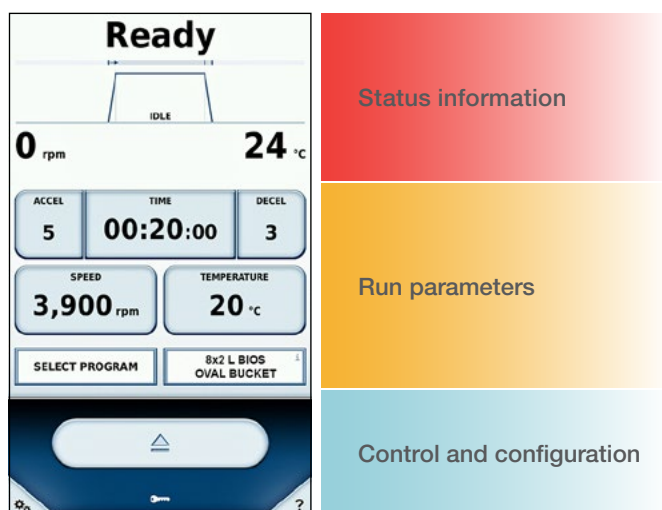 Ready
IDLE
0 rpm
24 °C
ACCEL
5
TIME
00:20:00
DECEL
3
SPEED
3,900 rpm
TEMPERATURE
20 °C
SELECT PROGRAM
8x2 L BIOS
OVAL BUCKET
i
?
Status information
Run parameters
Control and configuration